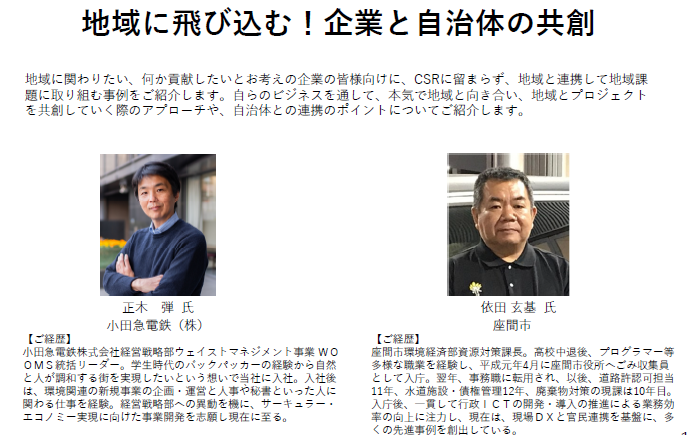 地域に飛び込む！企業と自治体の共創
地域に関わりたい、何か貢献したいとお考えの企業の皆様向けに、CSRに留まらず、地域と連携して地域課
題に取り組む事例をご紹介します。自らのビジネスを通して、本気で地域と向き合い、地域とプロジェクト
を共創していく際のアプローチや、自治体との連携のポイントについてご紹介します。
正木　弾 氏
小田急電鉄（株）
【ご経歴】
小田急電鉄株式会社経営戦略部ウェイストマネジメント事業 ＷＯ
ＯＭＳ統括リーダー。学生時代のバックパッカーの経験から自然
と人が調和する街を実現したいという想いで当社に入社。入社後
は、環境関連の新規事業の企画・運営と人事や秘書といった人に
関わる仕事を経験。経営戦略部への異動を機に、サーキュラー・
エコノミー実現に向けた事業開発を志願し現在に至る。
依田 玄基 氏
座間市
【ご経歴】
座間市環境経済部資源対策課長。高校中退後、プログラマー等
多様な職業を経験し、平成元年4月に座間市役所へごみ収集員
として入庁。翌年、事務職に転用され、以後、道路許認可担当
11年、水道施設・債権管理12年、廃棄物対策の現課は10年目。
入庁後、一貫して行政ＩＣＴの開発・導入の推進による業務効
率の向上に注力し、現在は、現場ＤＸと官民連携を基盤に、多
くの先進事例を創出している。